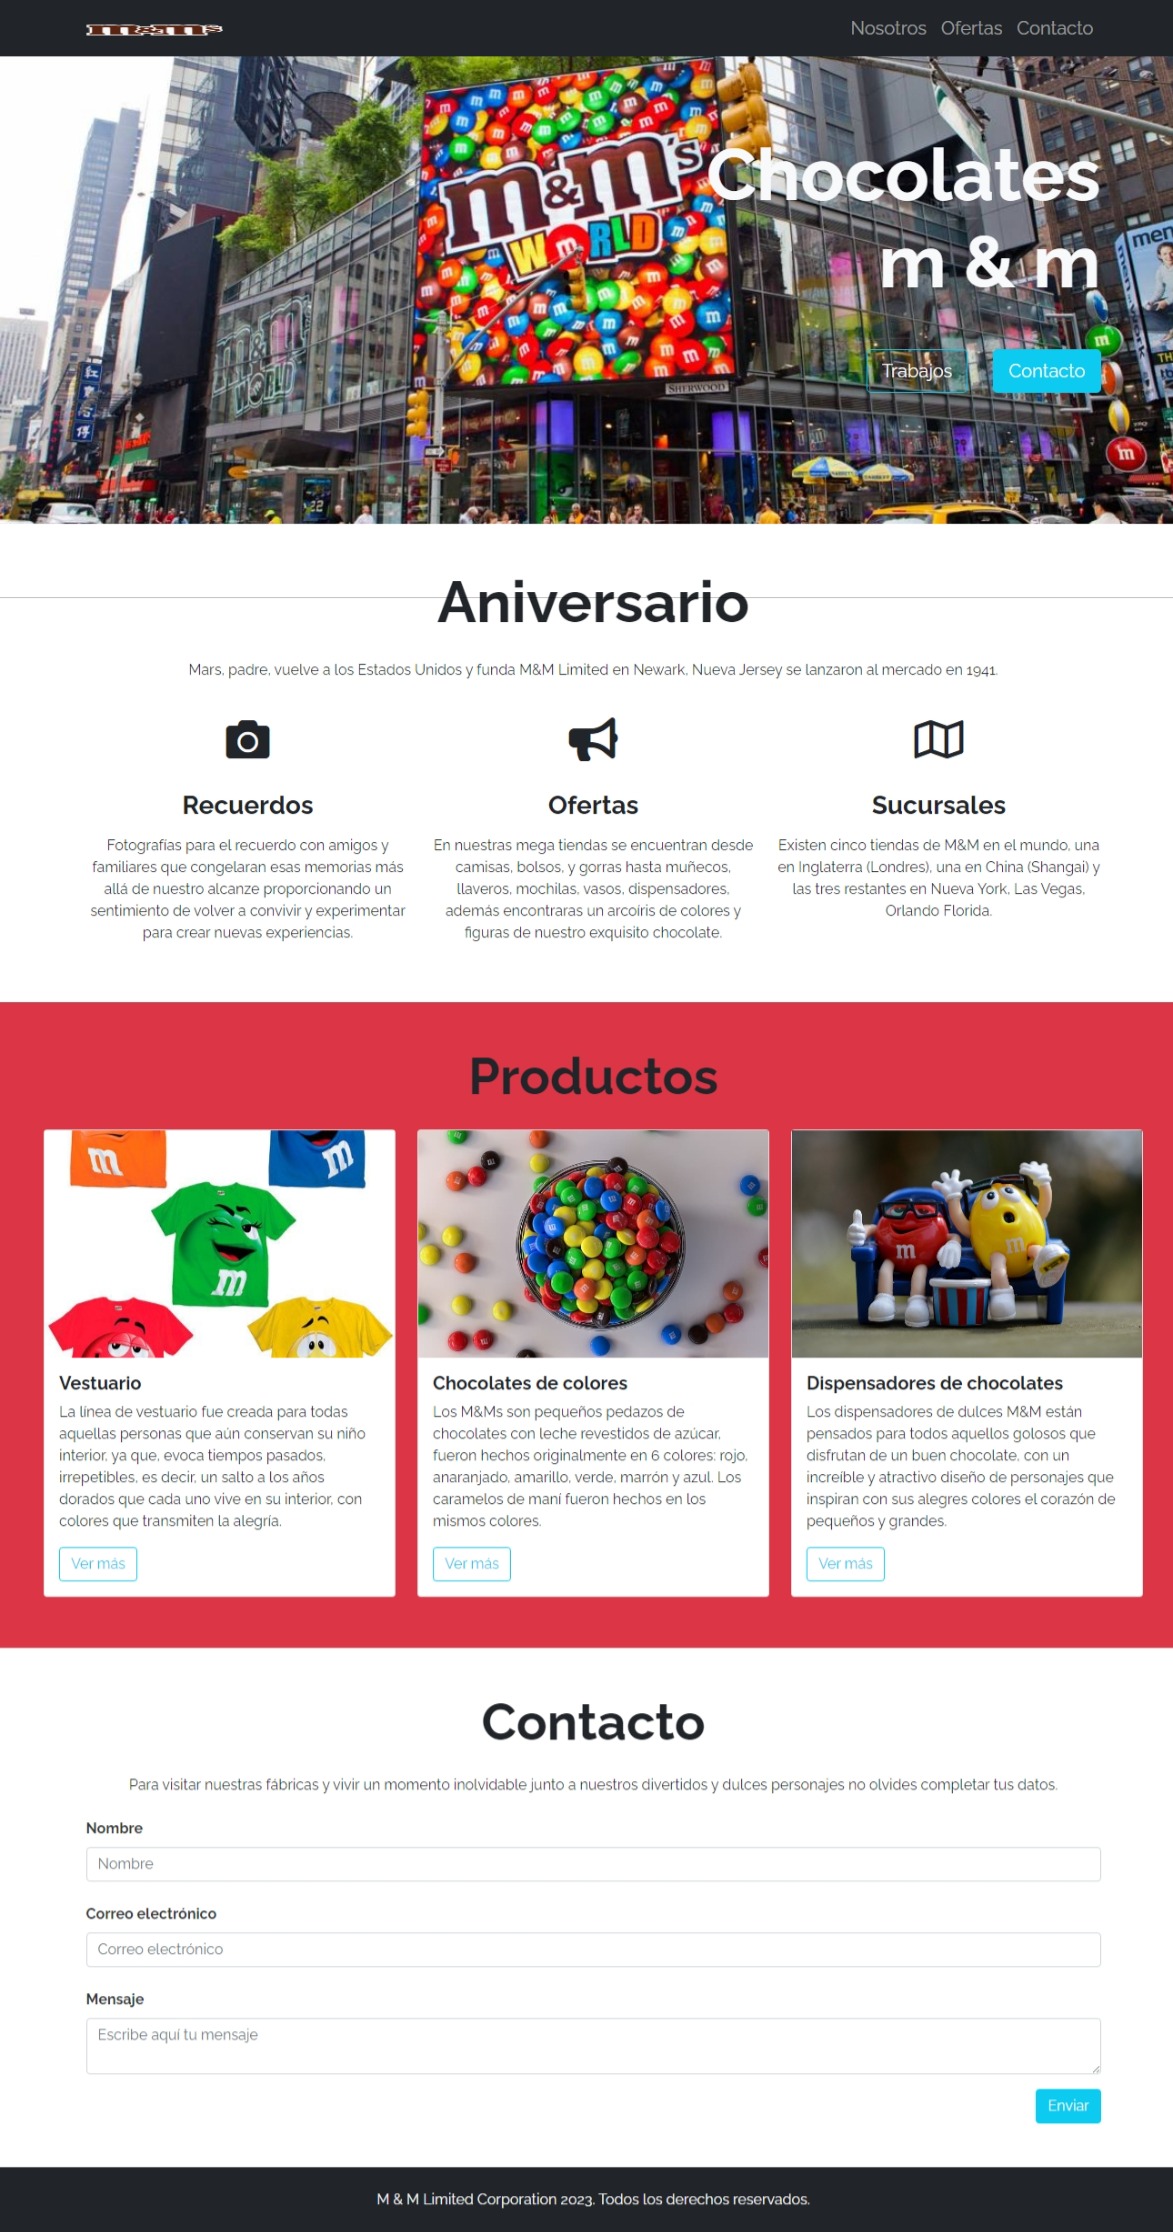 m&m's
Nosotros Ofertas Contacto
m&m's
WORLD
Chocolates
m & m
SHERWOOD
Trabajos Contacto
Aniversario
Mars, padre, vuelve a los Estados Unidos y funda M&M Limited en Newark, Nueva Jersey se lanzaron al mercado en 1941.
Recuerdos
Fotografías para el recuerdo con amigos y
familiares que congelaran esas memorias más
allá de nuestro alcanze proporcionando un
sentimiento de volver a convivir y experimentar
para crear nuevas experiencias.
Ofertas
En nuestras mega tiendas se encuentran desde
camisas, bolsos, y gorras hasta muñecos,
llaveros, mochilas, vasos, dispensadores,
además encontraras un arcoíris de colores y
figuras de nuestro exquisito chocolate.
Sucursales
Existen cinco tiendas de M&M en el mundo, una
en Inglaterra (Londres), una en China (Shangai) y
las tres restantes en Nueva York, Las Vegas,
Orlando Florida.
Productos
Vestuario
La línea de vestuario fue creada para todas
aquellas personas que aún conservan su niño
interior, ya que, evoca tiempos pasados,
irrepetibles, es decir, un salto a los años
dorados que cada uno vive en su interior, con
colores que transmiten la alegría.
Ver más
Chocolates de colores
Los M&Ms son pequeños pedazos de
chocolates con leche revestidos de azúcar,
fueron hechos originalmente en 6 colores: rojo,
anaranjado, amarillo, verde, marrón y azul. Los
caramelos de maní fueron hechos en los
mismos colores.
Ver más
Dispensadores de chocolates
Los dispensadores de dulces M&M están
pensados para todos aquellos golosos que
disfrutan de un buen chocolate, con un
increíble y atractivo diseño de personajes que
inspiran con sus alegres colores el corazón de
pequeños y grandes.
Ver más
Contacto
Para visitar nuestras fábricas y vivir un momento inolvidable junto a nuestros divertidos y dulces personajes no olvides completar tus datos.
Nombre
Nombre
Correo electrónico
Correo electrónico
Mensaje
Escribe aquí tu mensaje
Enviar
M & M Limited Corporation 2023. Todos los derechos reservados.